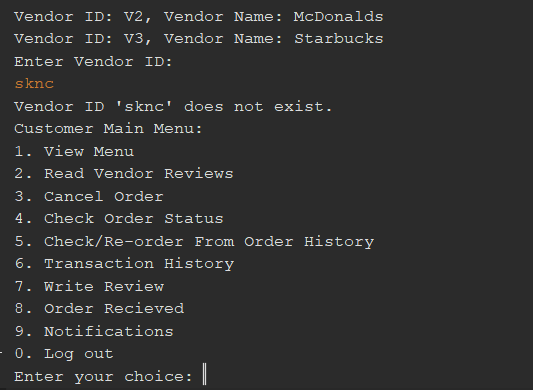 Vendor ID: V2, Vendor Name: McDonalds
Vendor ID: V3, Vendor Name: Starbucks
Enter Vendor ID:
sknc
Vendor ID 'sknc' does not exist.
Customer Main Menu:
1. View Menu
2. Read Vendor Reviews
3. Cancel Order
4. Check Order Status
5. Check/Re-order From Order History
6. Transaction History
7. Write Review
8. Order Recieved
9. Notifications
0. Log out
Enter your choice: